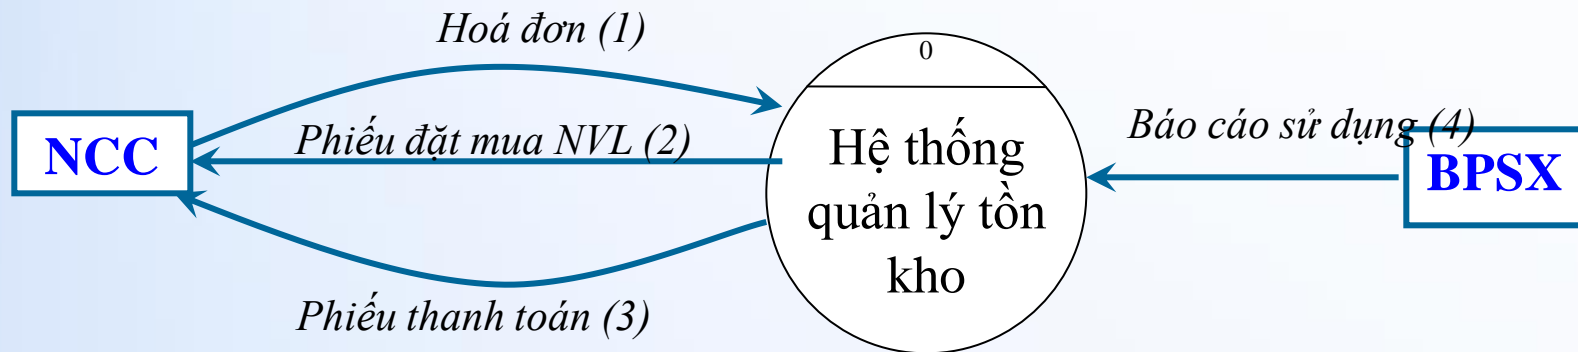 Hoá đơn (1)
0
NCC
Phiếu đặt mua NVL (2)
Hệ thống
quản lý tồn
kho
Báo cáo sử dụng (4)
BPSX
Phiếu thanh toán (3)